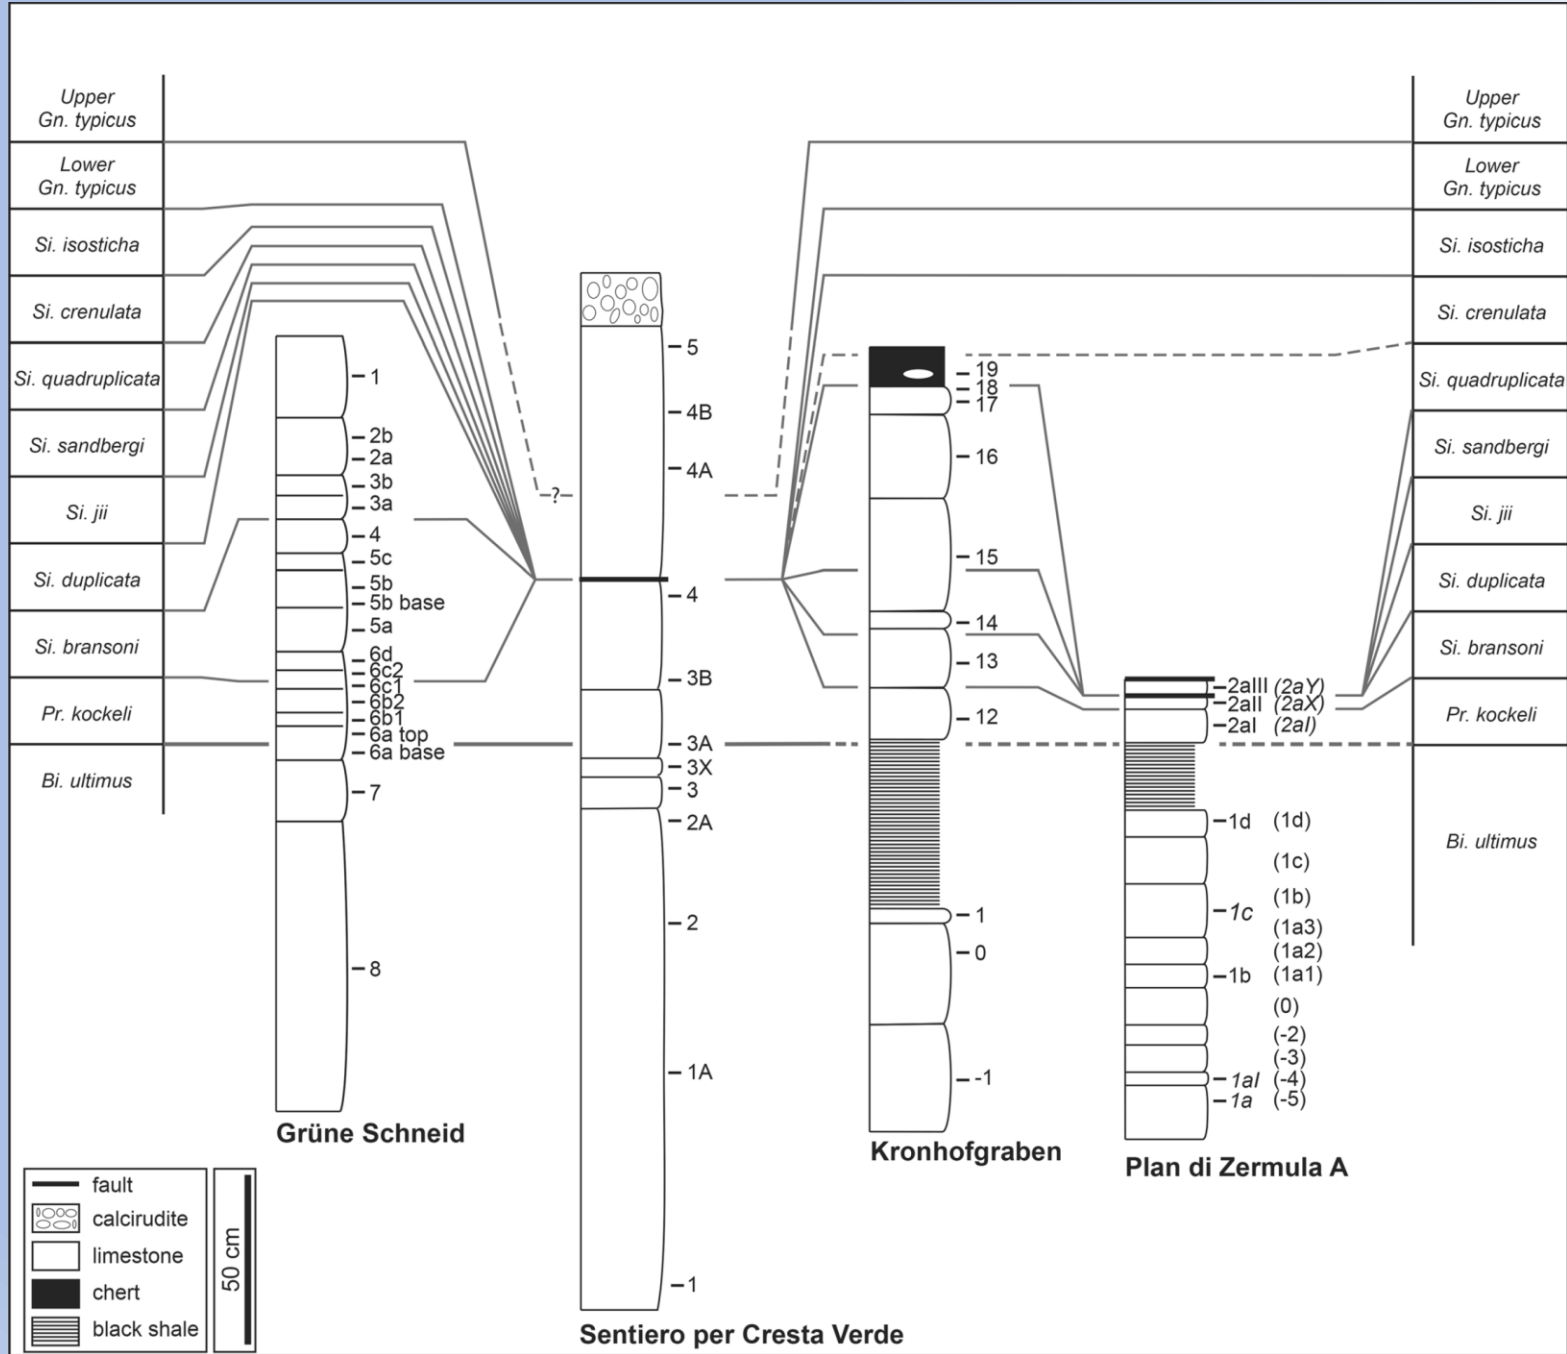 Upper
Gn. typicus
Lower
Gn. typicus
Si. isosticha
Si. crenulata
Si. quadruplicata
Si. sandbergi
Si. jii
Si. duplicata
Si. bransoni
Pr. kockeli
Bi. ultimus
1
2b
2a
3b
3a
4
5c
5b
5b base
5a
6d
6c2
6c1
6b2
6b1
6a top
6a base
7
8
Grüne Schneid
?
5
4B
4A
4
3B
3A
3X
3
2A
2
1A
1
Sentiero per Cresta Verde
19
18
17
16
15
14
13
12
1
0
-1
Kronhofgraben
2aIII (2aY)
2aII (2aX)
2aI (2aI)
1d (1d)
(1c)
(1b)
1c
(1a3)
(1a2)
1b (1a1)
(0)
(-2)
(-3)
1aI (-4)
1a (-5)
Plan di Zermula A
Upper
Gn. typicus
Lower
Gn. typicus
Si. isosticha
Si. crenulata
Si. quadruplicata
Si. sandbergi
Si. jii
Si. duplicata
Si. bransoni
Pr. kockeli
Bi. ultimus
fault
calcirudite
limestone
chert
black shale
50 cm